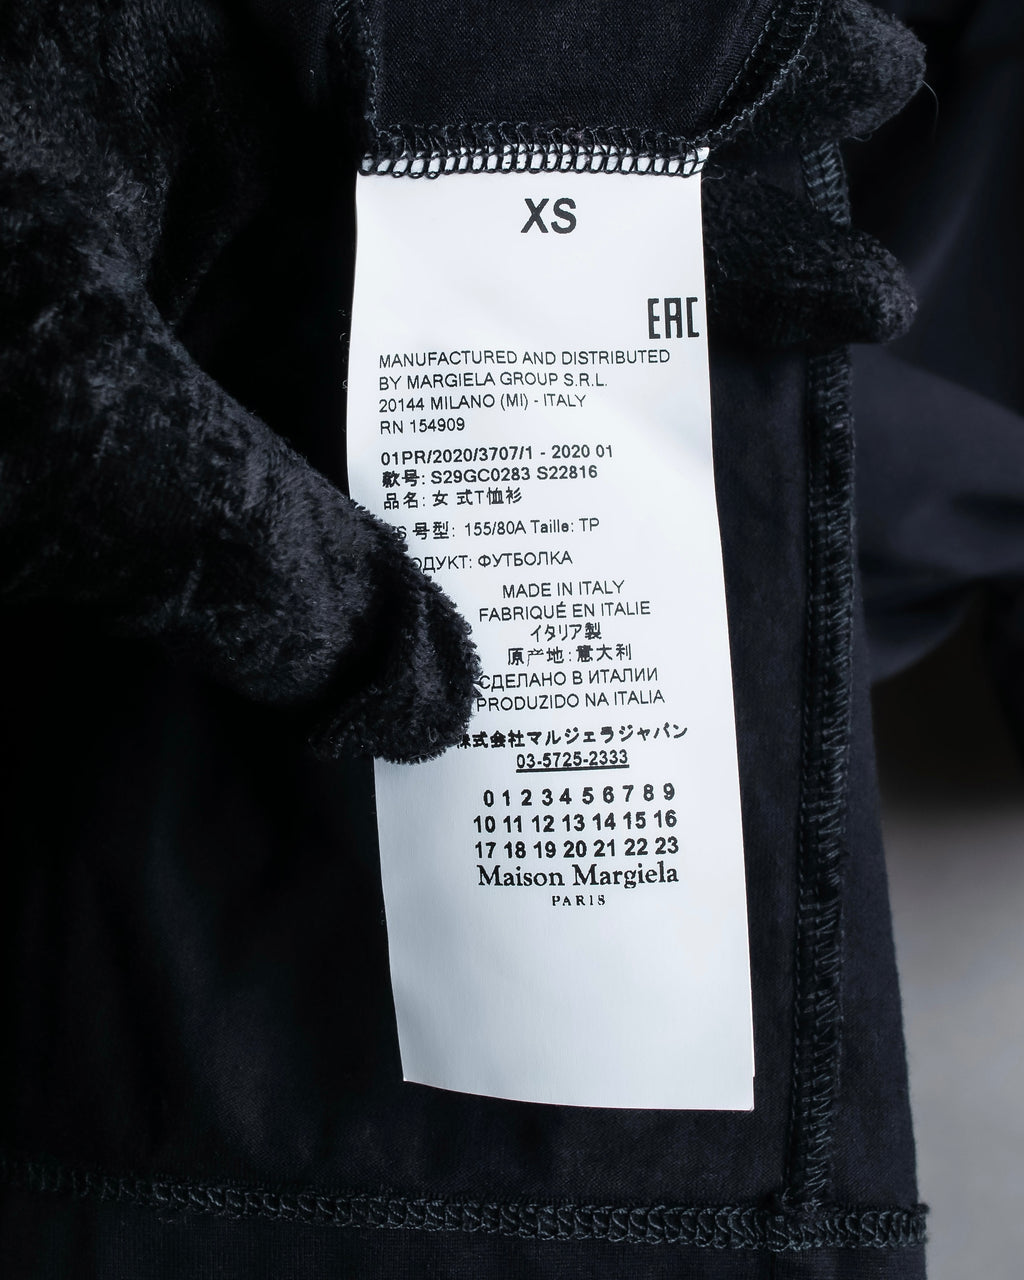 XS
EAC
MANUFACTURED AND DISTRIBUTED
BY MARGIELA GROUP S.R.L.
20144 MILANO (MI) - ITALY
RN 154909
01PR/2020/3707/1 - 2020 01
款号: S29GC0283 S22816
品名: 女 式T恤衫
号型: 155/80A Taille: TP
ФУТБОЛКА
MADE IN ITALY
FABRIQUÉ EN ITALIE
イタリア製
原产地: 意大利
СДЕЛАНО В ИТАЛИИ
PRODUZIDO NA ITALIA
株式会社マルジェラジャパン
03-5725-2333
0 1 2 3 4 5 6 7 8 9
10 11 12 13 14 15 16
17 18 19 20 21 22 23
Maison Margiela
PARIS